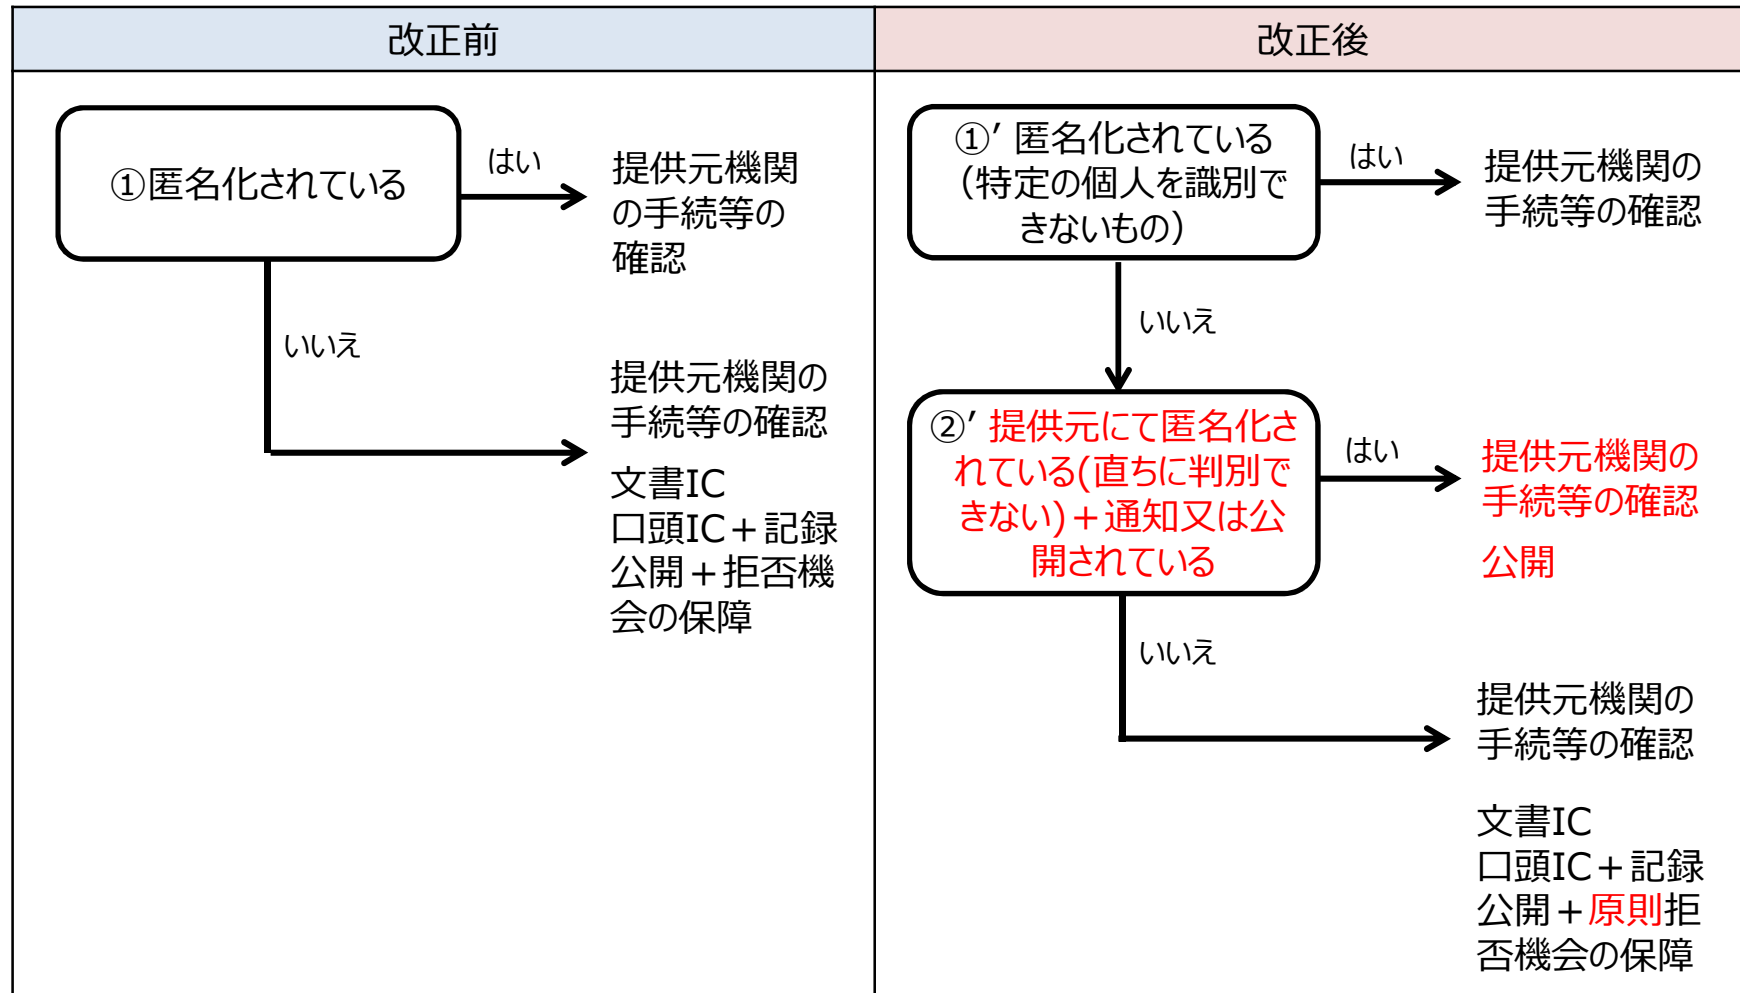 改正前
①匿名化されている
はい
提供元機関
の手続等の
確認
いいえ
提供元機関の
手続等の確認
文書IC
口頭IC＋記録
公開＋拒否機
会の保障
改正後
①’ 匿名化されている
（特定の個人を識別で
きないもの）
はい
提供元機関の
手続等の確認
いいえ
②’ 提供元にて匿名化さ
れている(直ちに判別で
きない)＋通知又は公
開されている
はい
提供元機関の
手続等の確認
公開
いいえ
提供元機関の
手続等の確認
文書IC
口頭IC＋記録
公開＋原則拒
否機会の保障